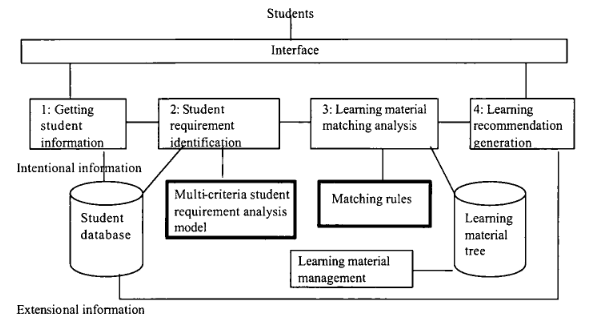 Students
Interface
1: Getting
student
information
2: Student
requirement
identification
3: Learning material
matching analysis
4: Learning
recommendation
generation
Intentional information
Student
database
Multi-criteria student
requirement analysis
model
Matching rules
Learning
material
tree
Learning material
management
Extensional information